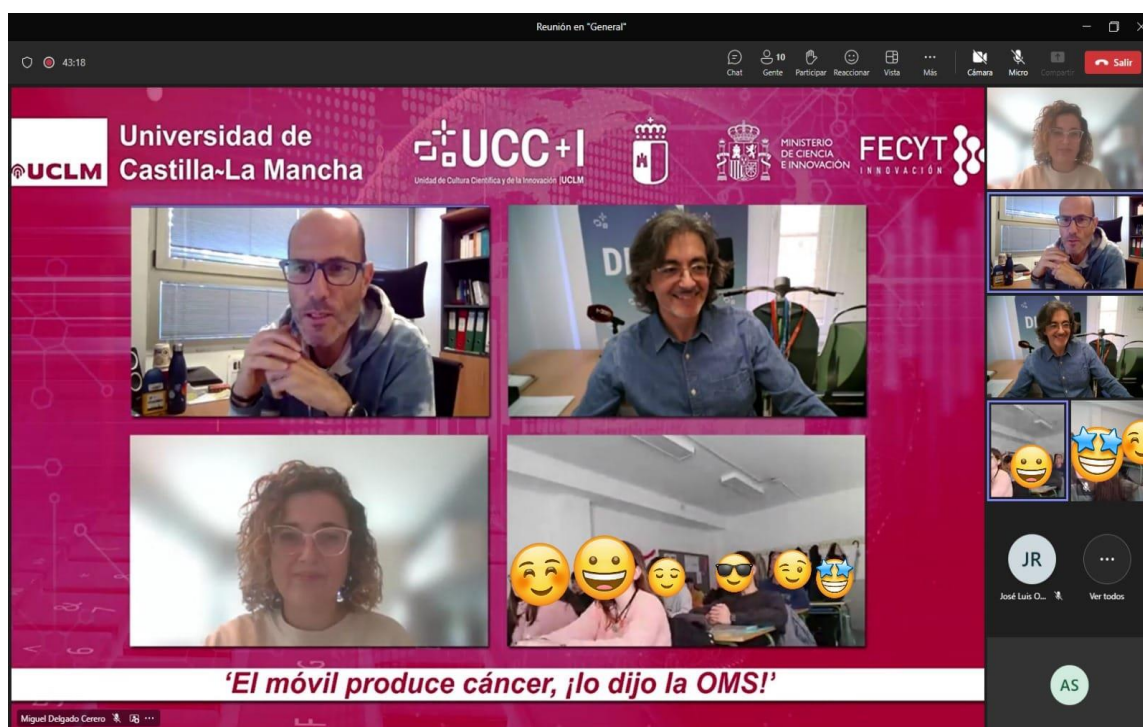 Reunión en "General"
43:18
Chat
10
Gente
Participar
Reaccionar
Vista
Más
Cámara
Micro
Compartir
Salir
UCLM
Universidad de
Castilla~La Mancha
UCC+I
Unidad de Cultura Científica y de la Innovación |UCLM
MINISTERIO
DE CIENCIA
E INNOVACIÓN
FECYT
INNOVACIÓN
JR
José Luis O...
Ver todos
AS
'El móvil produce cáncer, ¡lo dijo la OMS!'
Miguel Delgado Cerero